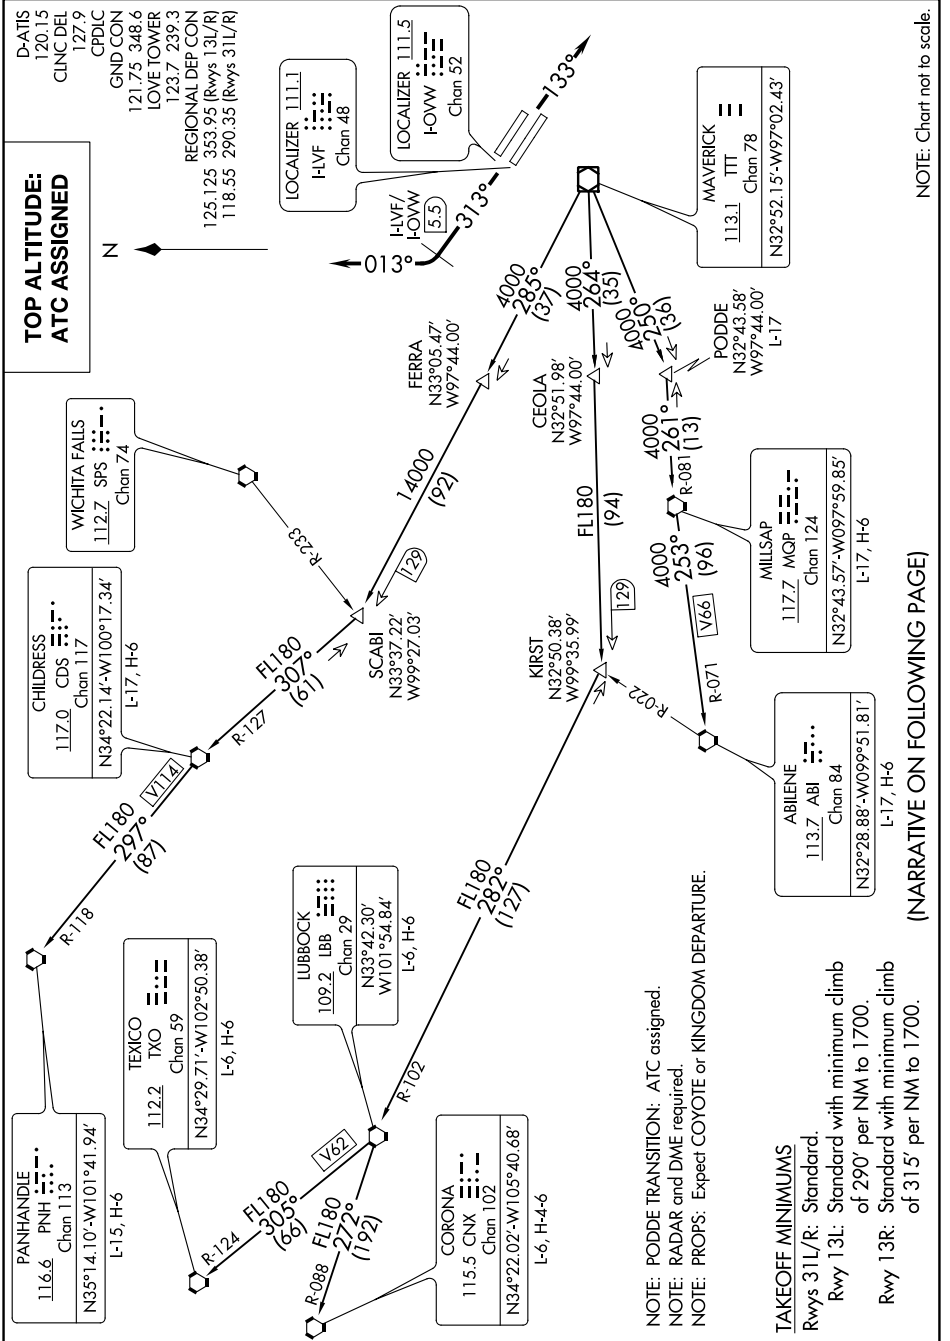 D-ATIS
120.15
CLNC DEL
127.9
CPDLC
GND CON
121.75 348.6
LOVE TOWER
123.7 239.3
REGIONAL DEP CON
125.125 353.95 (Rwys 13L/R)
118.55 290.35 (Rwys 31L/R)
TOP ALTITUDE:
ATC ASSIGNED
N
LOCALIZER 111.1
I-LVF
Chan 48
LOCALIZER 111.5
I-OVW
Chan 52
I-LVF/
I-OVW
5.5
013°
313°
133°
MAVERICK
113.1 TTT
Chan 78
N32°52.15'-W97°02.43'
NOTE: Chart not to scale.
4000
285°
(37)
4000
264°
(35)
4000
250°
(36)
FERRA
N33°05.47'
W97°44.00'
CEOLA
N32°51.98'
W97°44.00'
PODDE
N32°43.58'
W97°44.00'
L-17
WICHITA FALLS
112.7 SPS
Chan 74
R-233
14000
(92)
129
FL180
(94)
129
4000
261°
(13)
R-081
MILLSAP
117.7 MQP
Chan 124
N32°43.57'-W097°59.85'
L-17, H-6
4000
253°
(96)
V66
R-071
SCABI
N33°37.22'
W99°27.03'
KIRST
N32°50.38'
W99°35.99'
R-022
ABILENE
113.7 ABI
Chan 84
N32°28.88'-W099°51.81'
L-17, H-6
CHILDRESS
117.0 CDS
Chan 117
N34°22.14'-W100°17.34'
L-17, H-6
FL180
307°
(61)
R-127
FL180
297°
(87)
V114
R-118
PANHANDLE
116.6 PNH
Chan 113
N35°14.10'-W101°41.94'
L-15, H-6
TEXICO
112.2 TXO
Chan 59
N34°29.71'-W102°50.38'
L-6, H-6
LUBBOCK
109.2 LBB
Chan 29
N33°42.30'
W101°54.84'
L-6, H-6
FL180
282°
(127)
R-102
FL180
305°
(66)
V62
R-124
FL180
272°
(192)
R-088
CORONA
115.5 CNX
Chan 102
N34°22.02'-W105°40.68'
L-6, H-4-6
NOTE: PODDE TRANSITION: ATC assigned.
NOTE: RADAR and DME required.
NOTE: PROPS: Expect COYOTE or KINGDOM DEPARTURE.
TAKEOFF MINIMUMS
Rwys 31L/R: Standard.
Rwy 13L: Standard with minimum climb
of 290' per NM to 1700.
Rwy 13R: Standard with minimum climb
of 315' per NM to 1700.
(NARRATIVE ON FOLLOWING PAGE)